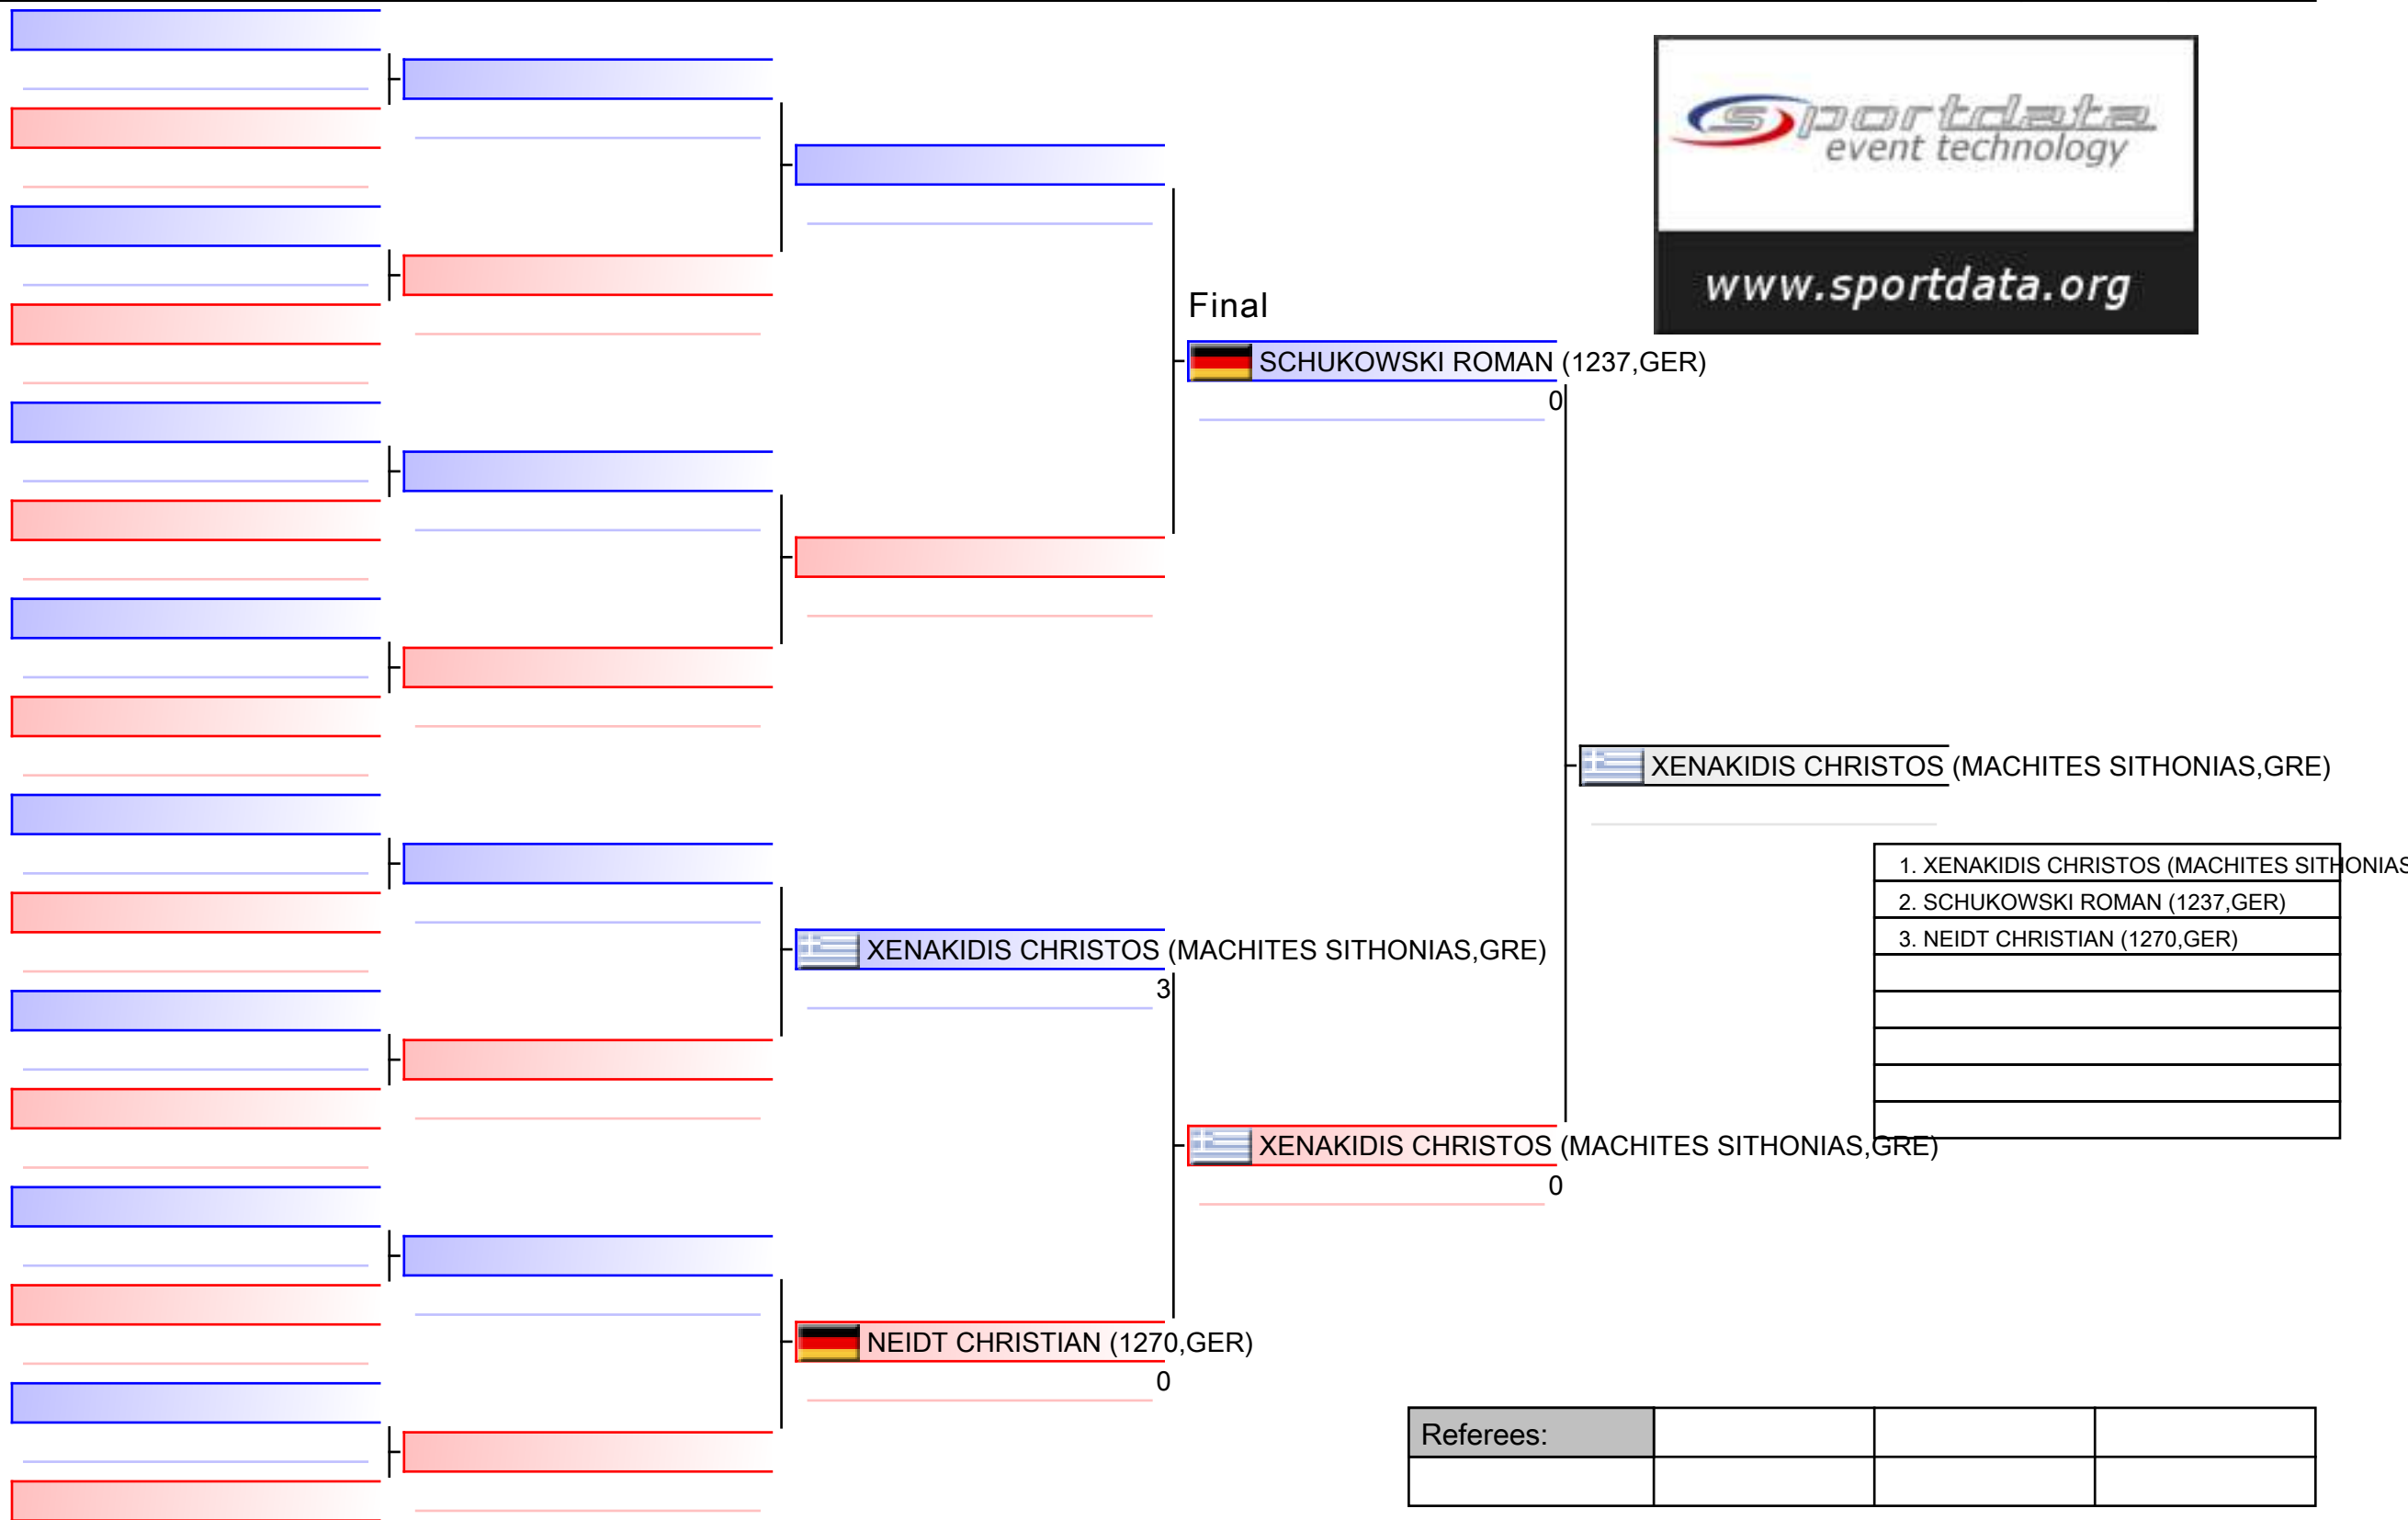 sportdata
event technology
www.sportdata.org
Final
SCHUKOWSKI ROMAN (1237,GER)
0
XENAKIDIS CHRISTOS (MACHITES SITHONIAS,GRE)
1. XENAKIDIS CHRISTOS (MACHITES SITHONIAS
2. SCHUKOWSKI ROMAN (1237,GER)
3. NEIDT CHRISTIAN (1270,GER)
XENAKIDIS CHRISTOS (MACHITES SITHONIAS,GRE)
3
XENAKIDIS CHRISTOS (MACHITES SITHONIAS,GRE)
0
NEIDT CHRISTIAN (1270,GER)
0
Referees: